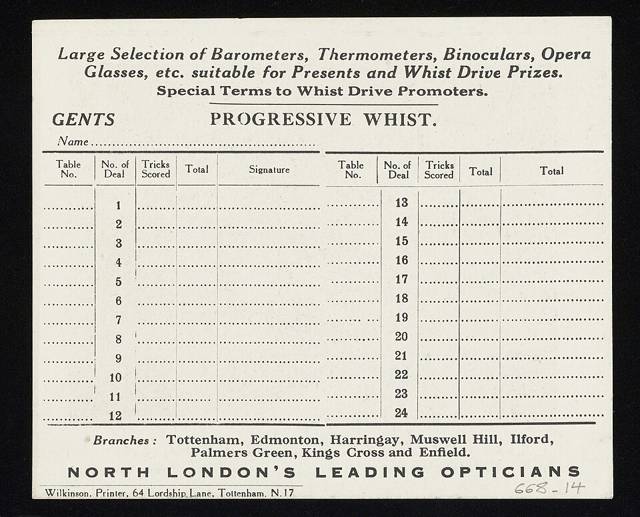 Large Selection of Barometers, Thermometers, Binoculars, Opera
Glasses, etc. suitable for Presents and Whist Drive Prizes.
Special Terms to Whist Drive Promoters.
GENTS PROGRESSIVE WHIST.
Name
Table No. No. of Deal Tricks Scored Total Signature Table No. No. of Deal Tricks Scored Total Total
1 13
2 14
3 15
4 16
5 17
6 18
7 19
8 20
9 21
10 22
11 23
12 24
Branches: Tottenham, Edmonton, Harringay, Muswell Hill, Ilford,
Palmers Green, Kings Cross and Enfield.
NORTH LONDON'S LEADING OPTICIANS
Wilkinson, Printer, 64 Lordship Lane, Tottenham, N.17
668-14